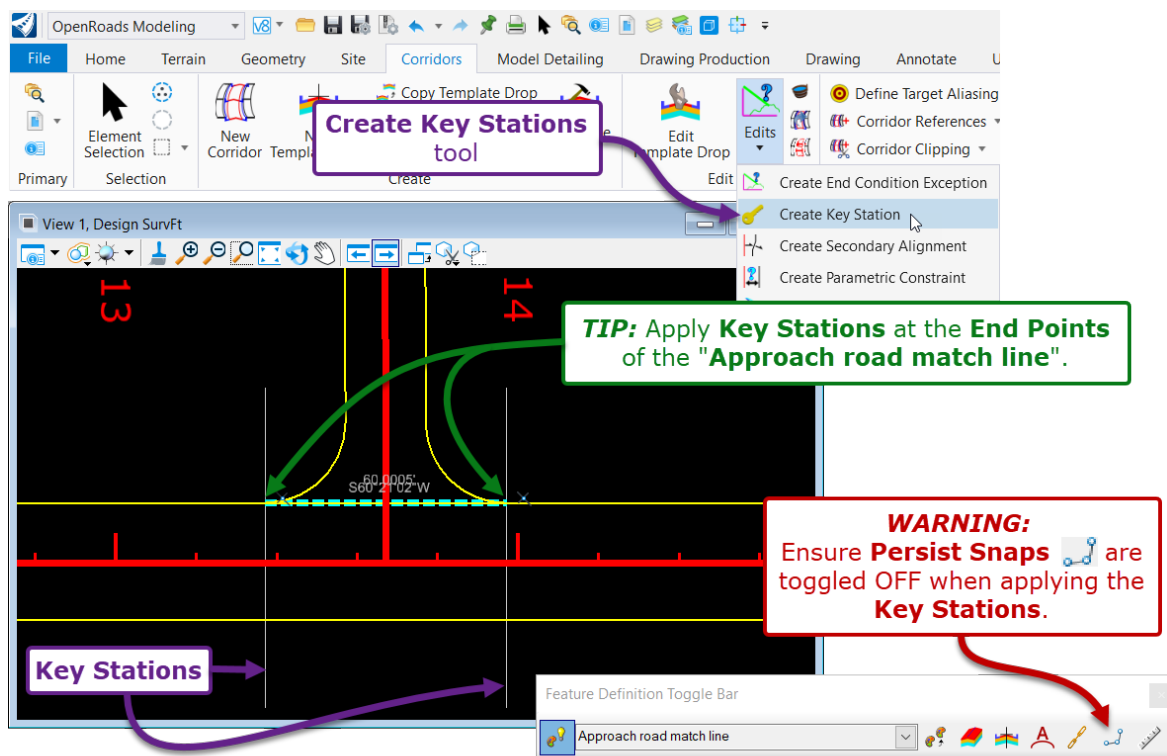 OpenRoads Modeling
File Home Terrain Geometry Site Corridors Model Detailing Drawing Production Drawing Annotate U
Copy Template Drop
Define Target Aliasing
Create Key Stations
tool
Element
Selection
New
Corridor
Edit
Template Drop
Edits
Corridor References
Corridor Clipping
Primary Selection Create Edit
Create End Condition Exception
Create Key Station
Create Secondary Alignment
Create Parametric Constraint
View 1, Design SurvFt
13
14
TIP: Apply Key Stations at the End Points
of the "Approach road match line".
60.0005'
S60°21'02"W
WARNING:
Ensure Persist Snaps are
toggled OFF when applying the
Key Stations.
Key Stations
Feature Definition Toggle Bar
Approach road match line